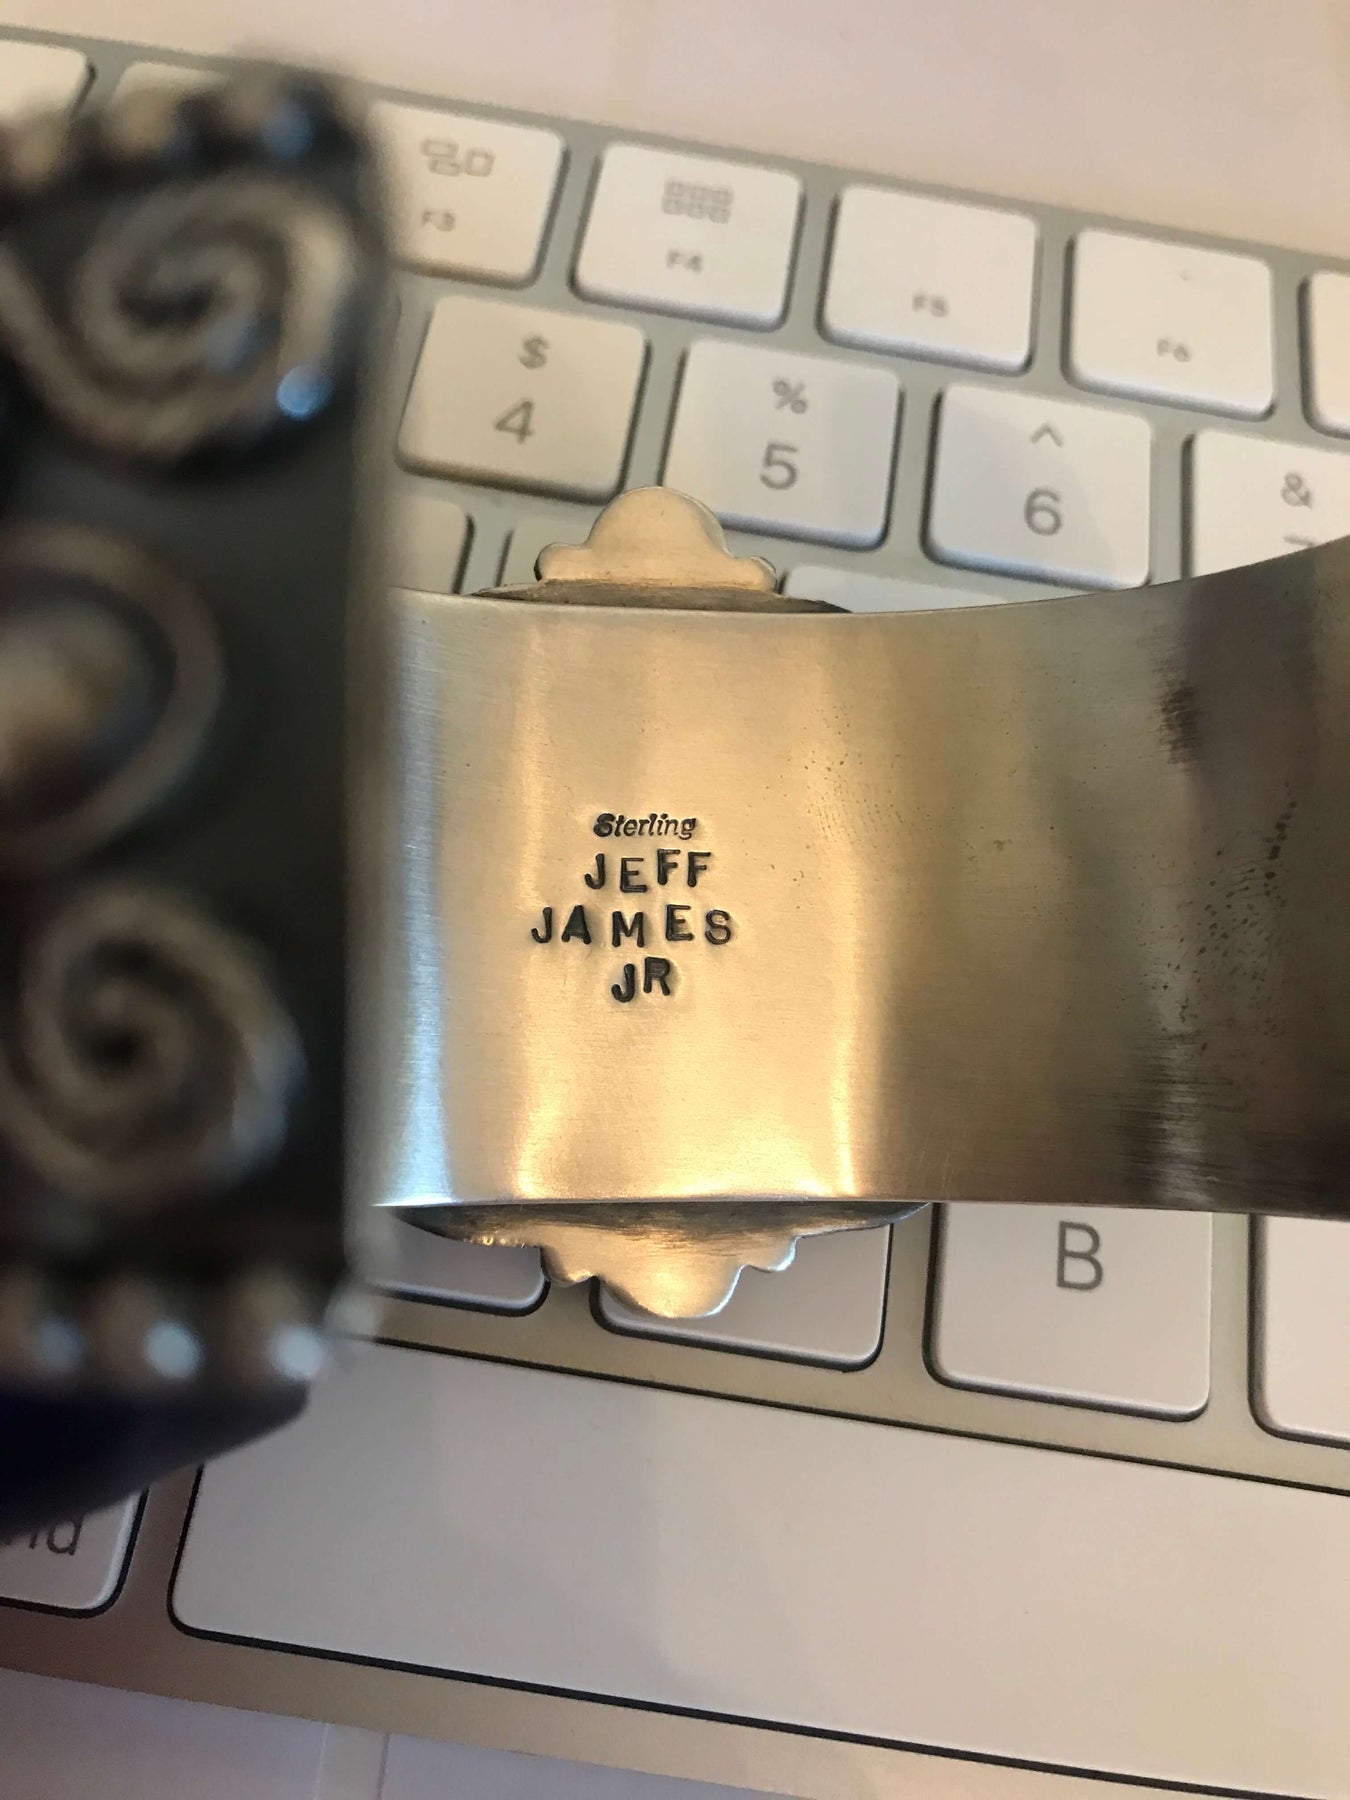 F3
F4
F5
F6
$
4
%
5
^
6
&
Sterling
JEFF
JAMES
JR
B